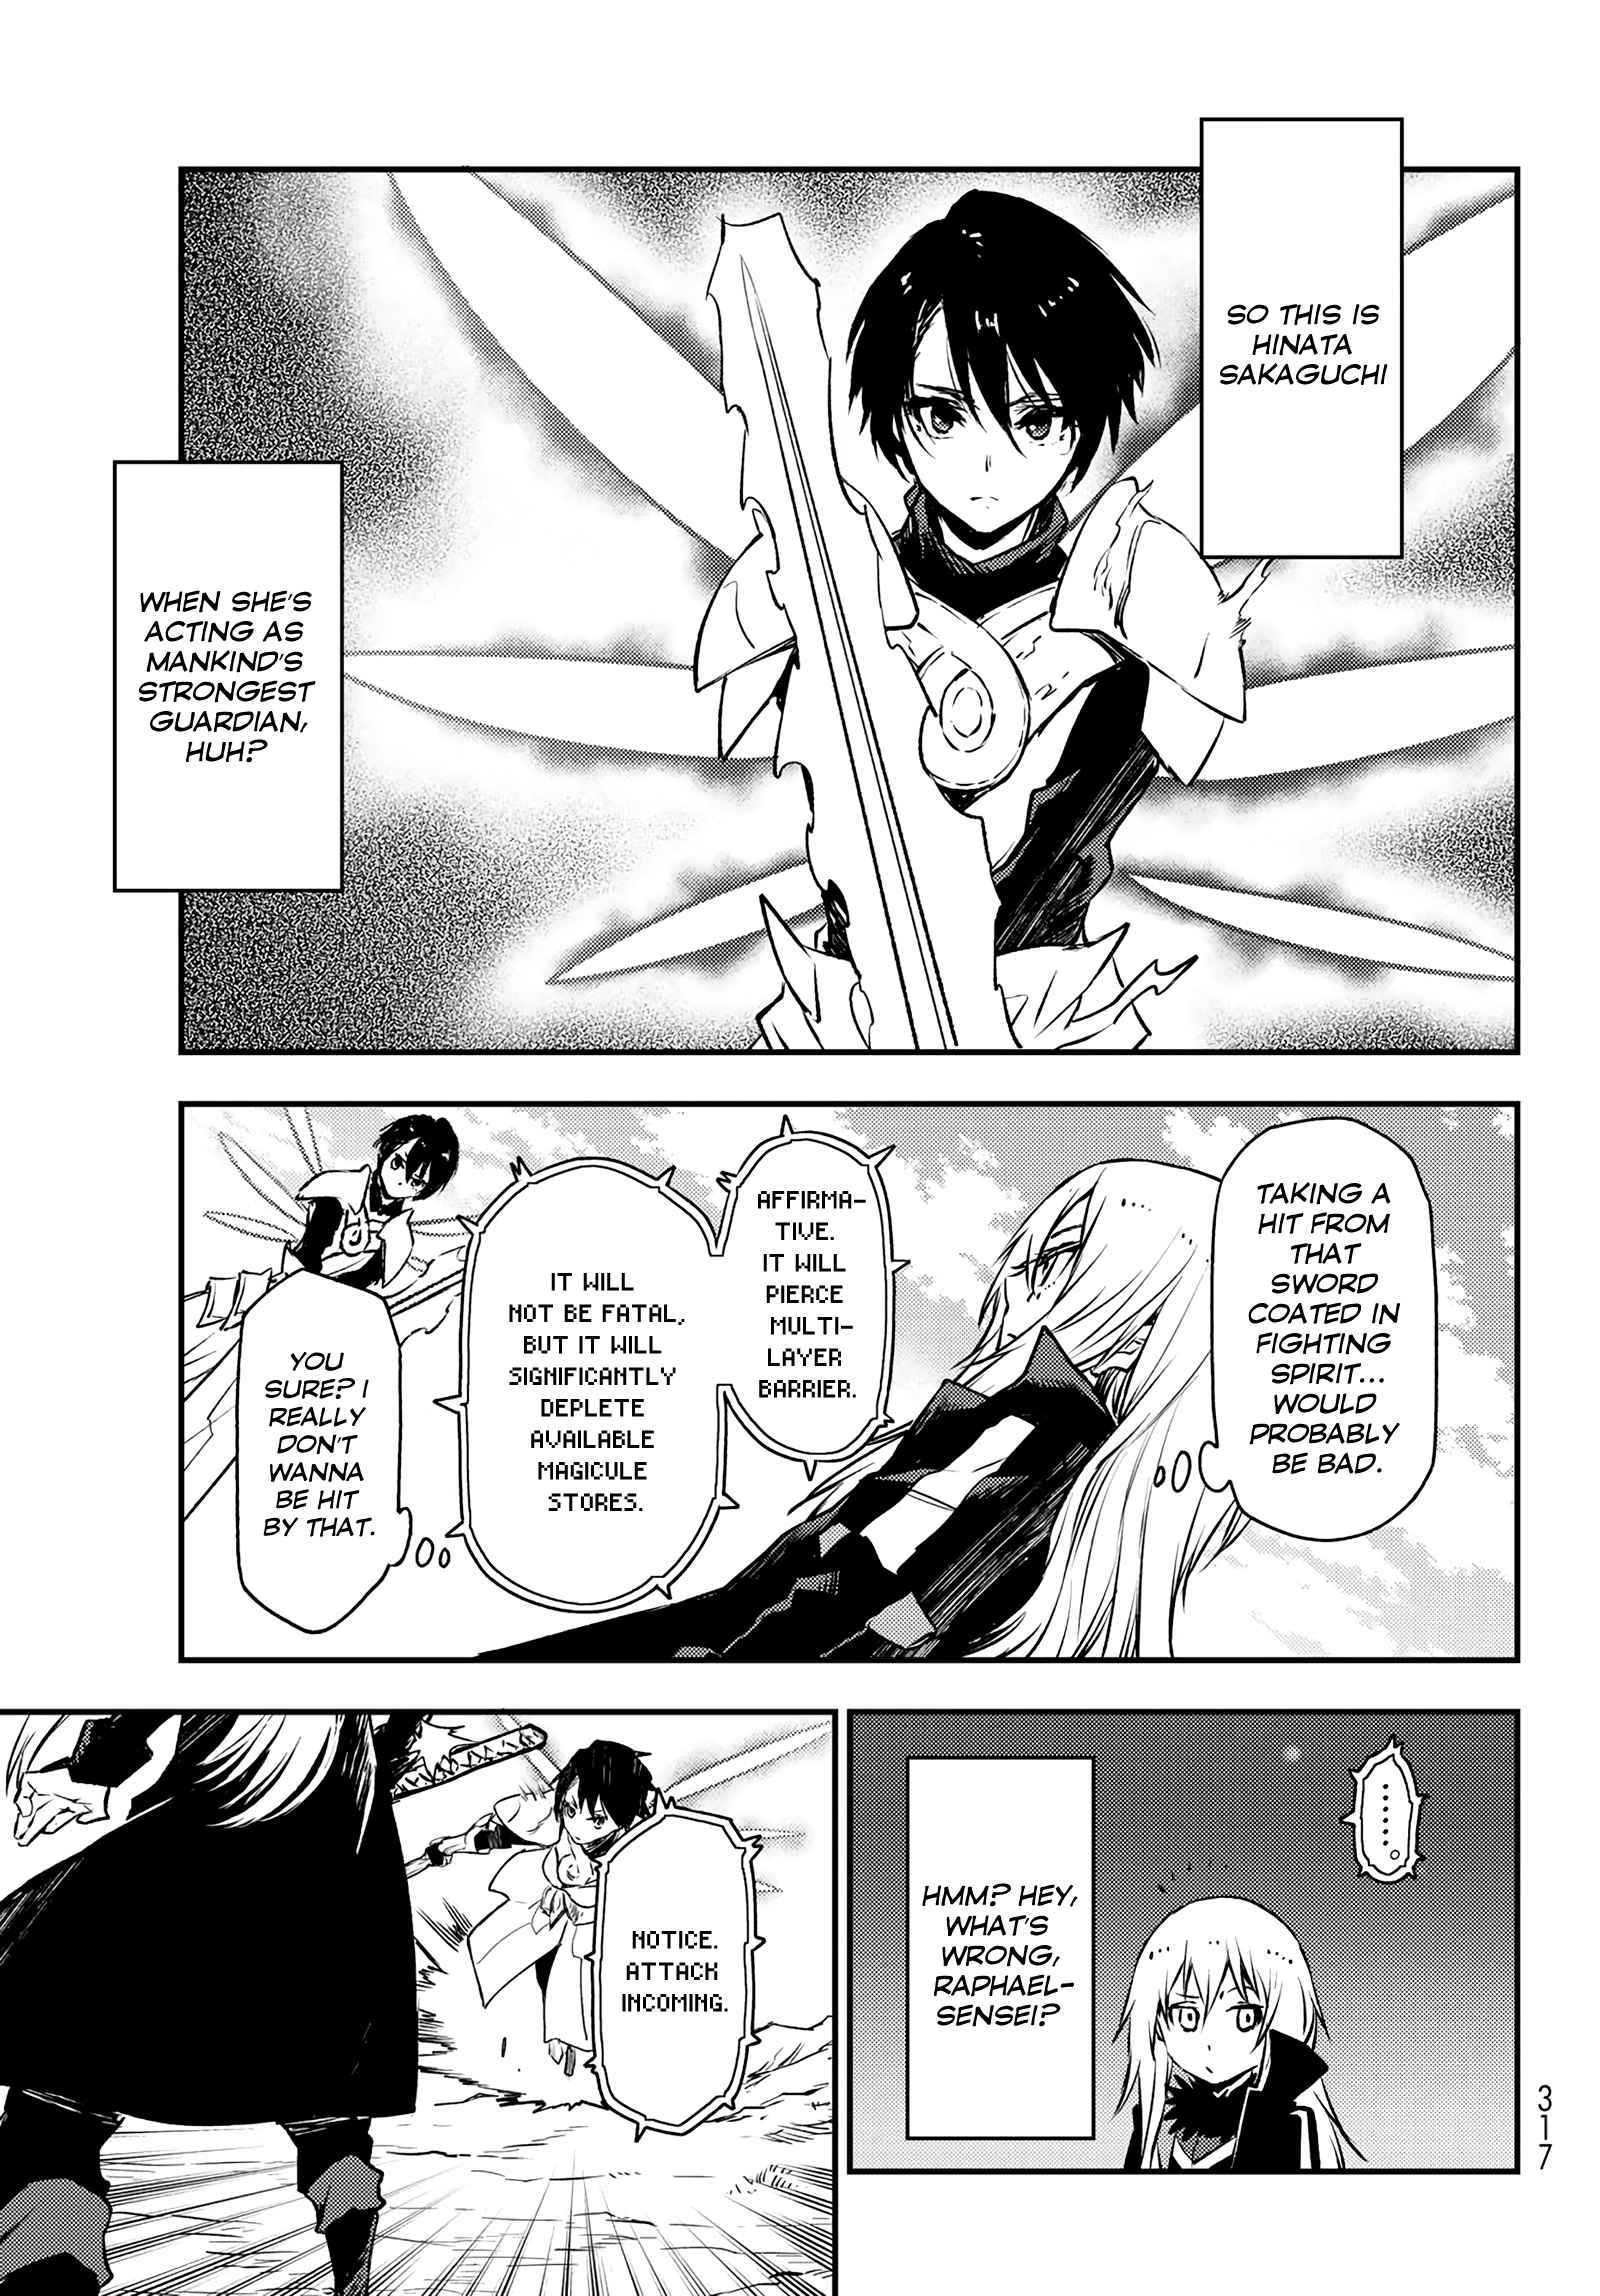 SO THIS IS
HINATA
SAKAGUCHI
WHEN SHE'S
ACTING AS
MANKIND'S
STRONGEST
GUARDIAN,
HUH?
TAKING A
HIT FROM
THAT
SWORD
COATED IN
FIGHTING
SPIRIT...
WOULD
PROBABLY
BE BAD.
AFFIRMA-
TIVE.
IT WILL
PIERCE
MULTI-
LAYER
BARRIER.
IT WILL
NOT BE FATAL,
BUT IT WILL
SIGNIFICANTLY
DEPLETE
AVAILABLE
MAGICULE
STORES.
YOU
SURE? I
REALLY
DON'T
WANNA
BE HIT
BY THAT.
......。
HMM? HEY,
WHAT'S
WRONG,
RAPHAEL-
SENSEI?
NOTICE.
ATTACK
INCOMING.
317